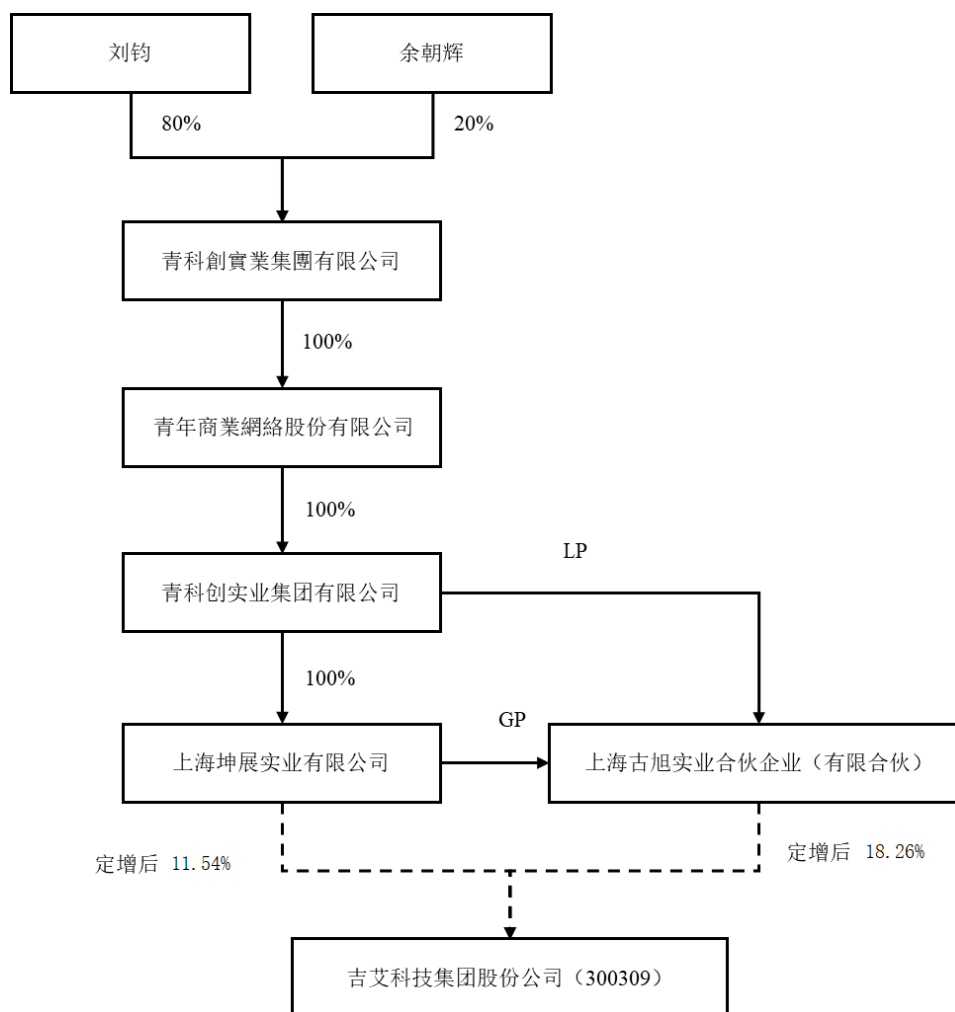 刘钧
余朝辉
80%
20%
青科創實業集團有限公司
100%
青年商業網絡股份有限公司
100%
LP
青科创实业集团有限公司
100%
GP
上海坤展实业有限公司
上海古旭实业合伙企业（有限合伙）
定增后 11.54%
定增后 18.26%
吉艾科技集团股份公司（300309）